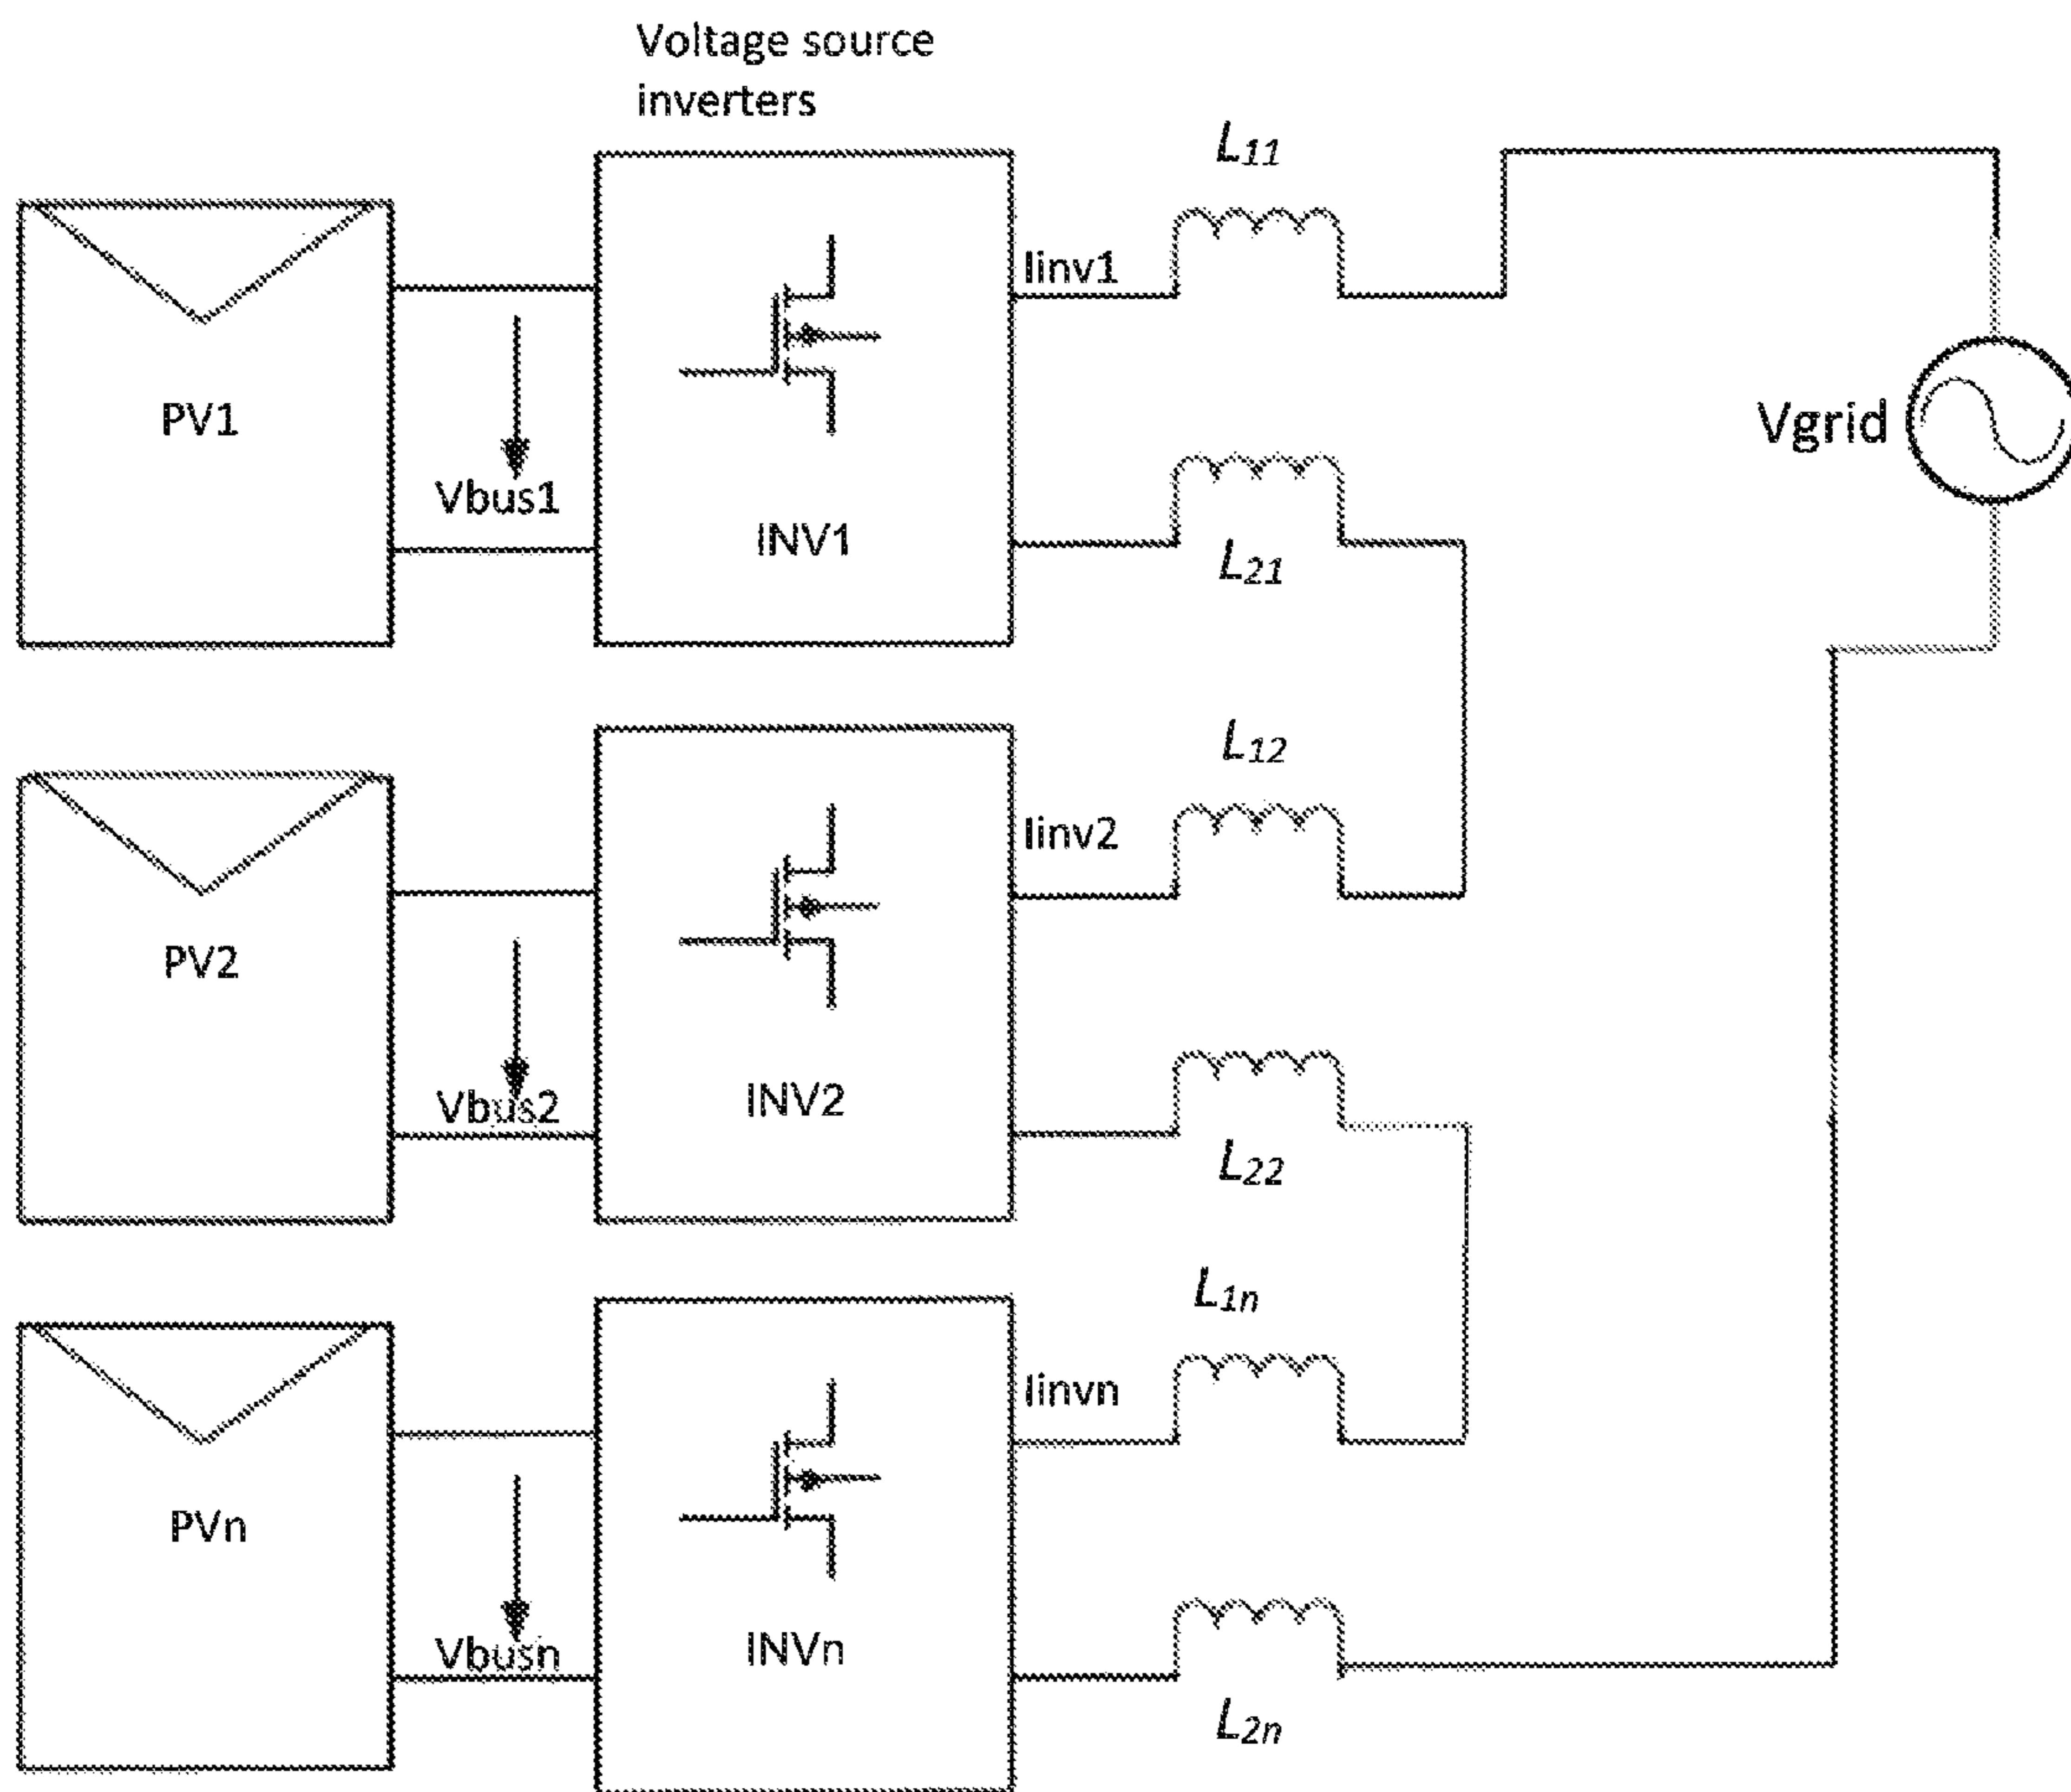 Voltage source
inverters
L11
Iinv1
PV1
Vbus1
INV1
L21
Vgrid
L12
Iinv2
PV2
Vbus2
INV2
L22
L1n
Iinvn
PVn
Vbusn
INVn
L2n